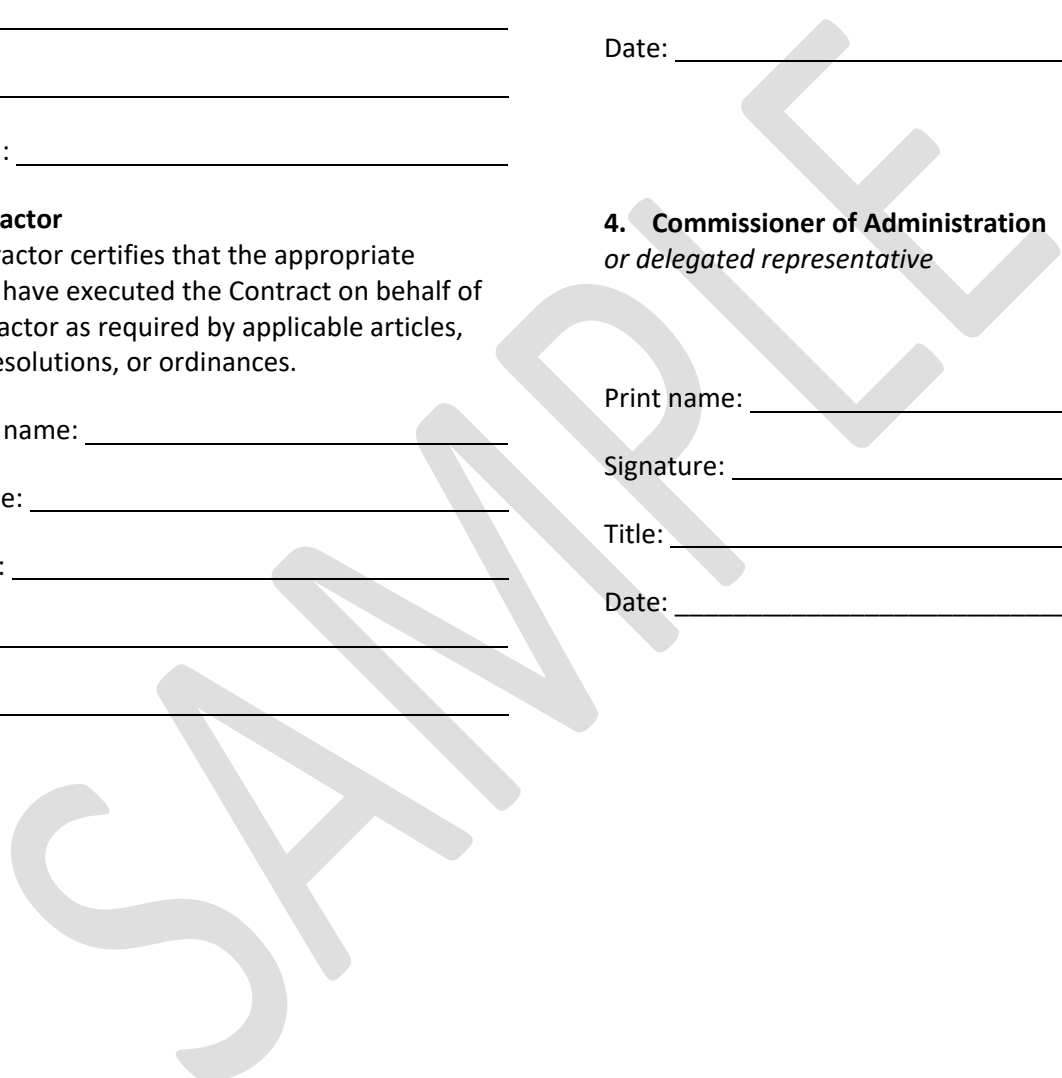 Date:
:
actor
ractor certifies that the appropriate
have executed the Contract on behalf of
actor as required by applicable articles,
esolutions, or ordinances.
name:
e:
:
4. Commissioner of Administration
or delegated representative
Print name:
Signature:
Title:
Date:
SAMPLE